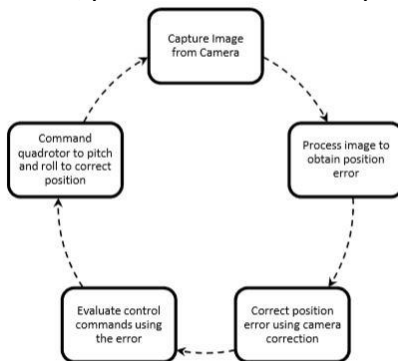 Capture Image
from Camera
Process image to
obtain position
error
Correct position
error using camera
correction
Evaluate control
commands using
the error
Command
quadrotor to pitch
and roll to correct
position